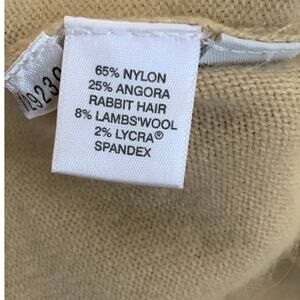 65% NYLON
25% ANGORA
RABBIT HAIR
8% LAMBS'WOOL
2% LYCRA®
SPANDEX